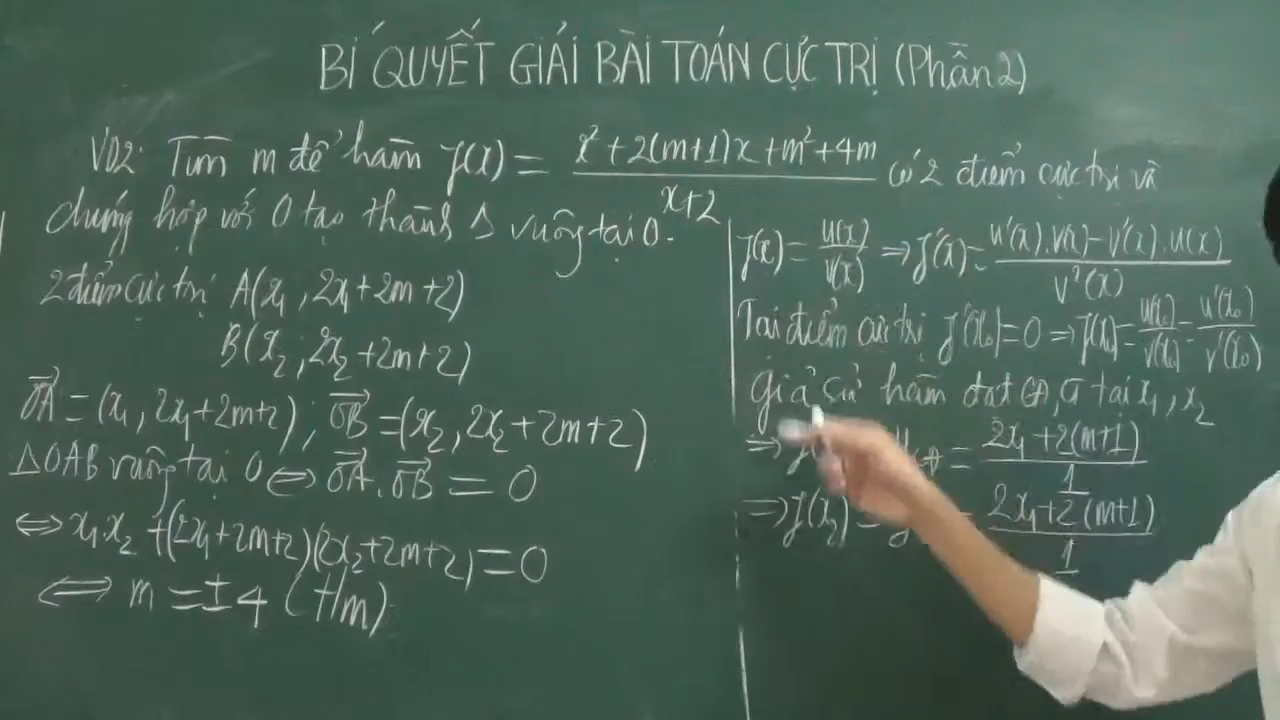 BÍ QUYẾT GIẢI BÀI TOÁN CỰC TRỊ (Phần 2)
VD2: Tìm m để hàm y(x) = (x² + 2(m+1)x + m² + 4m)/(x+2) có 2 điểm cực trị và
chúng hợp với O tạo thành Δ vuông tại O.
2 điểm cực trị A(x₁, 2x₁+2m+2)
B(x₂, 2x₂+2m+2)
OA→ = (x₁, 2x₁+2m+2); OB→ = (x₂, 2x₂+2m+2)
ΔOAB vuông tại O ⇔ OA→.OB→ = 0
⇔ x₁.x₂ + (2x₁+2m+2)(2x₂+2m+2) = 0
⇔ m = ±4 (t/m)
y(x) = u(x)/v(x) ⇒ y'(x) = (u'(x).v(x) − v'(x).u(x))/v²(x)
Tại điểm cực trị y'(x₀) = 0 ⇒ y(x₀) = u(x₀)/v(x₀) = u'(x₀)/v'(x₀)
Giả sử hàm đạt CĐ, CT tại x₁, x₂
⇒ y = (2x₁+2(m+1))/1
⇒ y(x₂) = y = (2x₁+2(m+1))/1